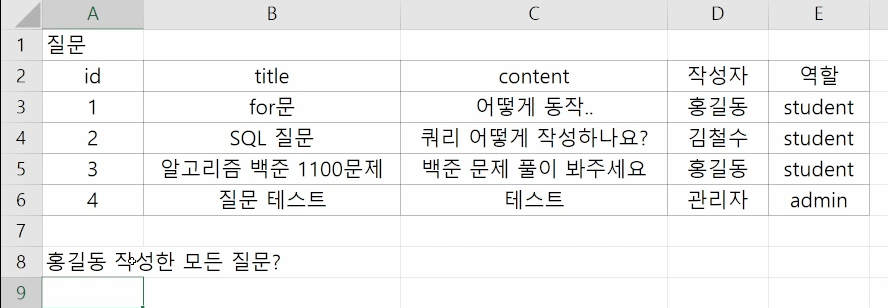 A B C D E
1 질문
2 id title content 작성자 역할
3 1 for문 어떻게 동작.. 홍길동 student
4 2 SQL 질문 쿼리 어떻게 작성하나요? 김철수 student
5 3 알고리즘 백준 1100문제 백준 문제 풀이 봐주세요 홍길동 student
6 4 질문 테스트 테스트 관리자 admin
7
8 홍길동 작성한 모든 질문?
9